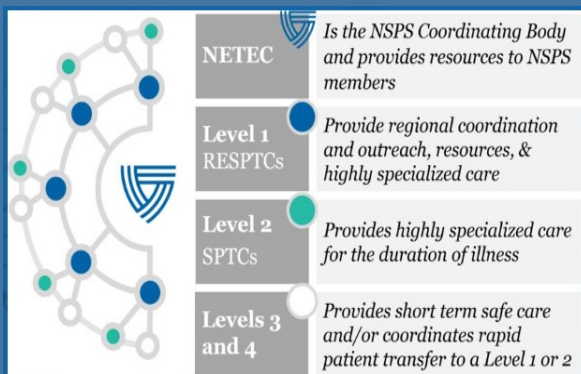 NETEC
Is the NSPS Coordinating Body
and provides resources to NSPS
members
Level 1
RESPTCs
Provide regional coordination
and outreach, resources, &
highly specialized care
Level 2
SPTCs
Provides highly specialized care
for the duration of illness
Levels 3
and 4
Provides short term safe care
and/or coordinates rapid
patient transfer to a Level 1 or 2